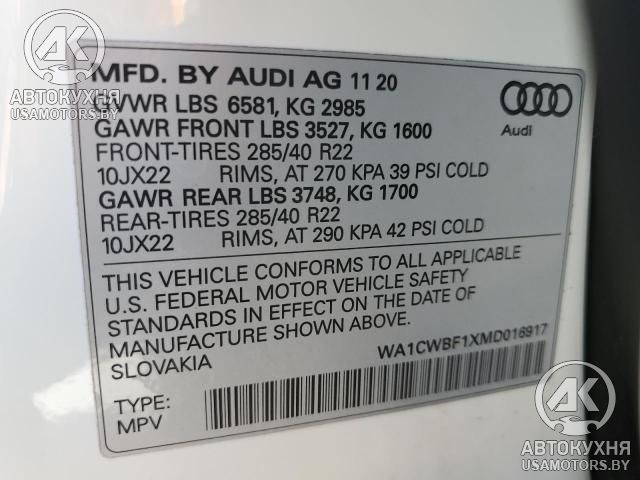 MFD. BY AUDI AG 11 20
GVWR LBS 6581, KG 2985
GAWR FRONT LBS 3527, KG 1600
FRONT-TIRES 285/40 R22
10JX22 RIMS, AT 270 KPA 39 PSI COLD
GAWR REAR LBS 3748, KG 1700
REAR-TIRES 285/40 R22
10JX22 RIMS, AT 290 KPA 42 PSI COLD
THIS VEHICLE CONFORMS TO ALL APPLICABLE
U.S. FEDERAL MOTOR VEHICLE SAFETY
STANDARDS IN EFFECT ON THE DATE OF
MANUFACTURE SHOWN ABOVE.
SLOVAKIA
WA1CWBF1XMD016917
TYPE:
MPV
Audi
АК
АВТОКУХНЯ
USAMOTORS.BY
АК
АВТОКУХНЯ
USAMOTORS.BY